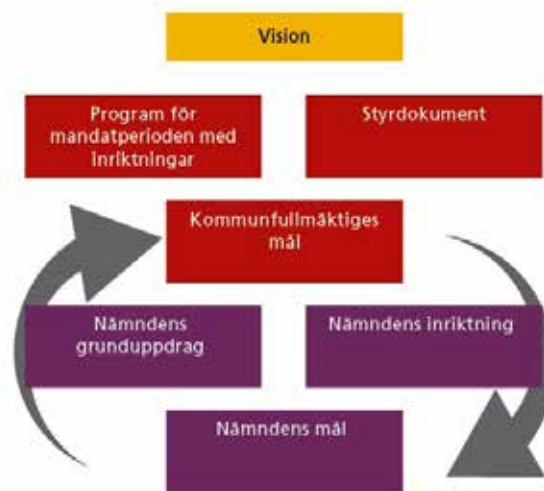 Vision
Program för
mandatperioden med
inriktningar
Styrdokument
Kommunfullmäktiges
mål
Nämndens
grunduppdrag
Nämndens inriktning
Nämndens mål